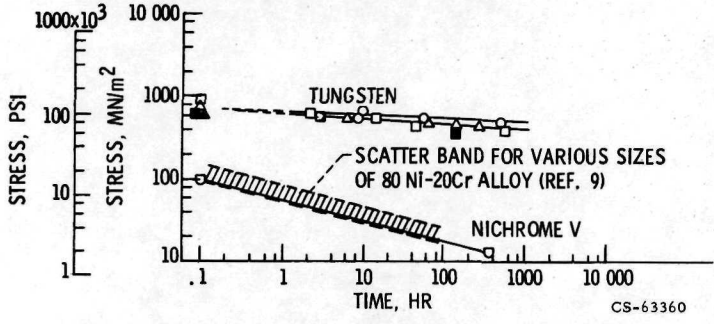 1000x10³
10 000
STRESS, PSI
100
10
1
STRESS, MN/m²
1000
100
10
TUNGSTEN
SCATTER BAND FOR VARIOUS SIZES
OF 80 Ni-20Cr ALLOY (REF. 9)
NICHROME V
.1
1
10
100
1000
10 000
TIME, HR
CS-63360